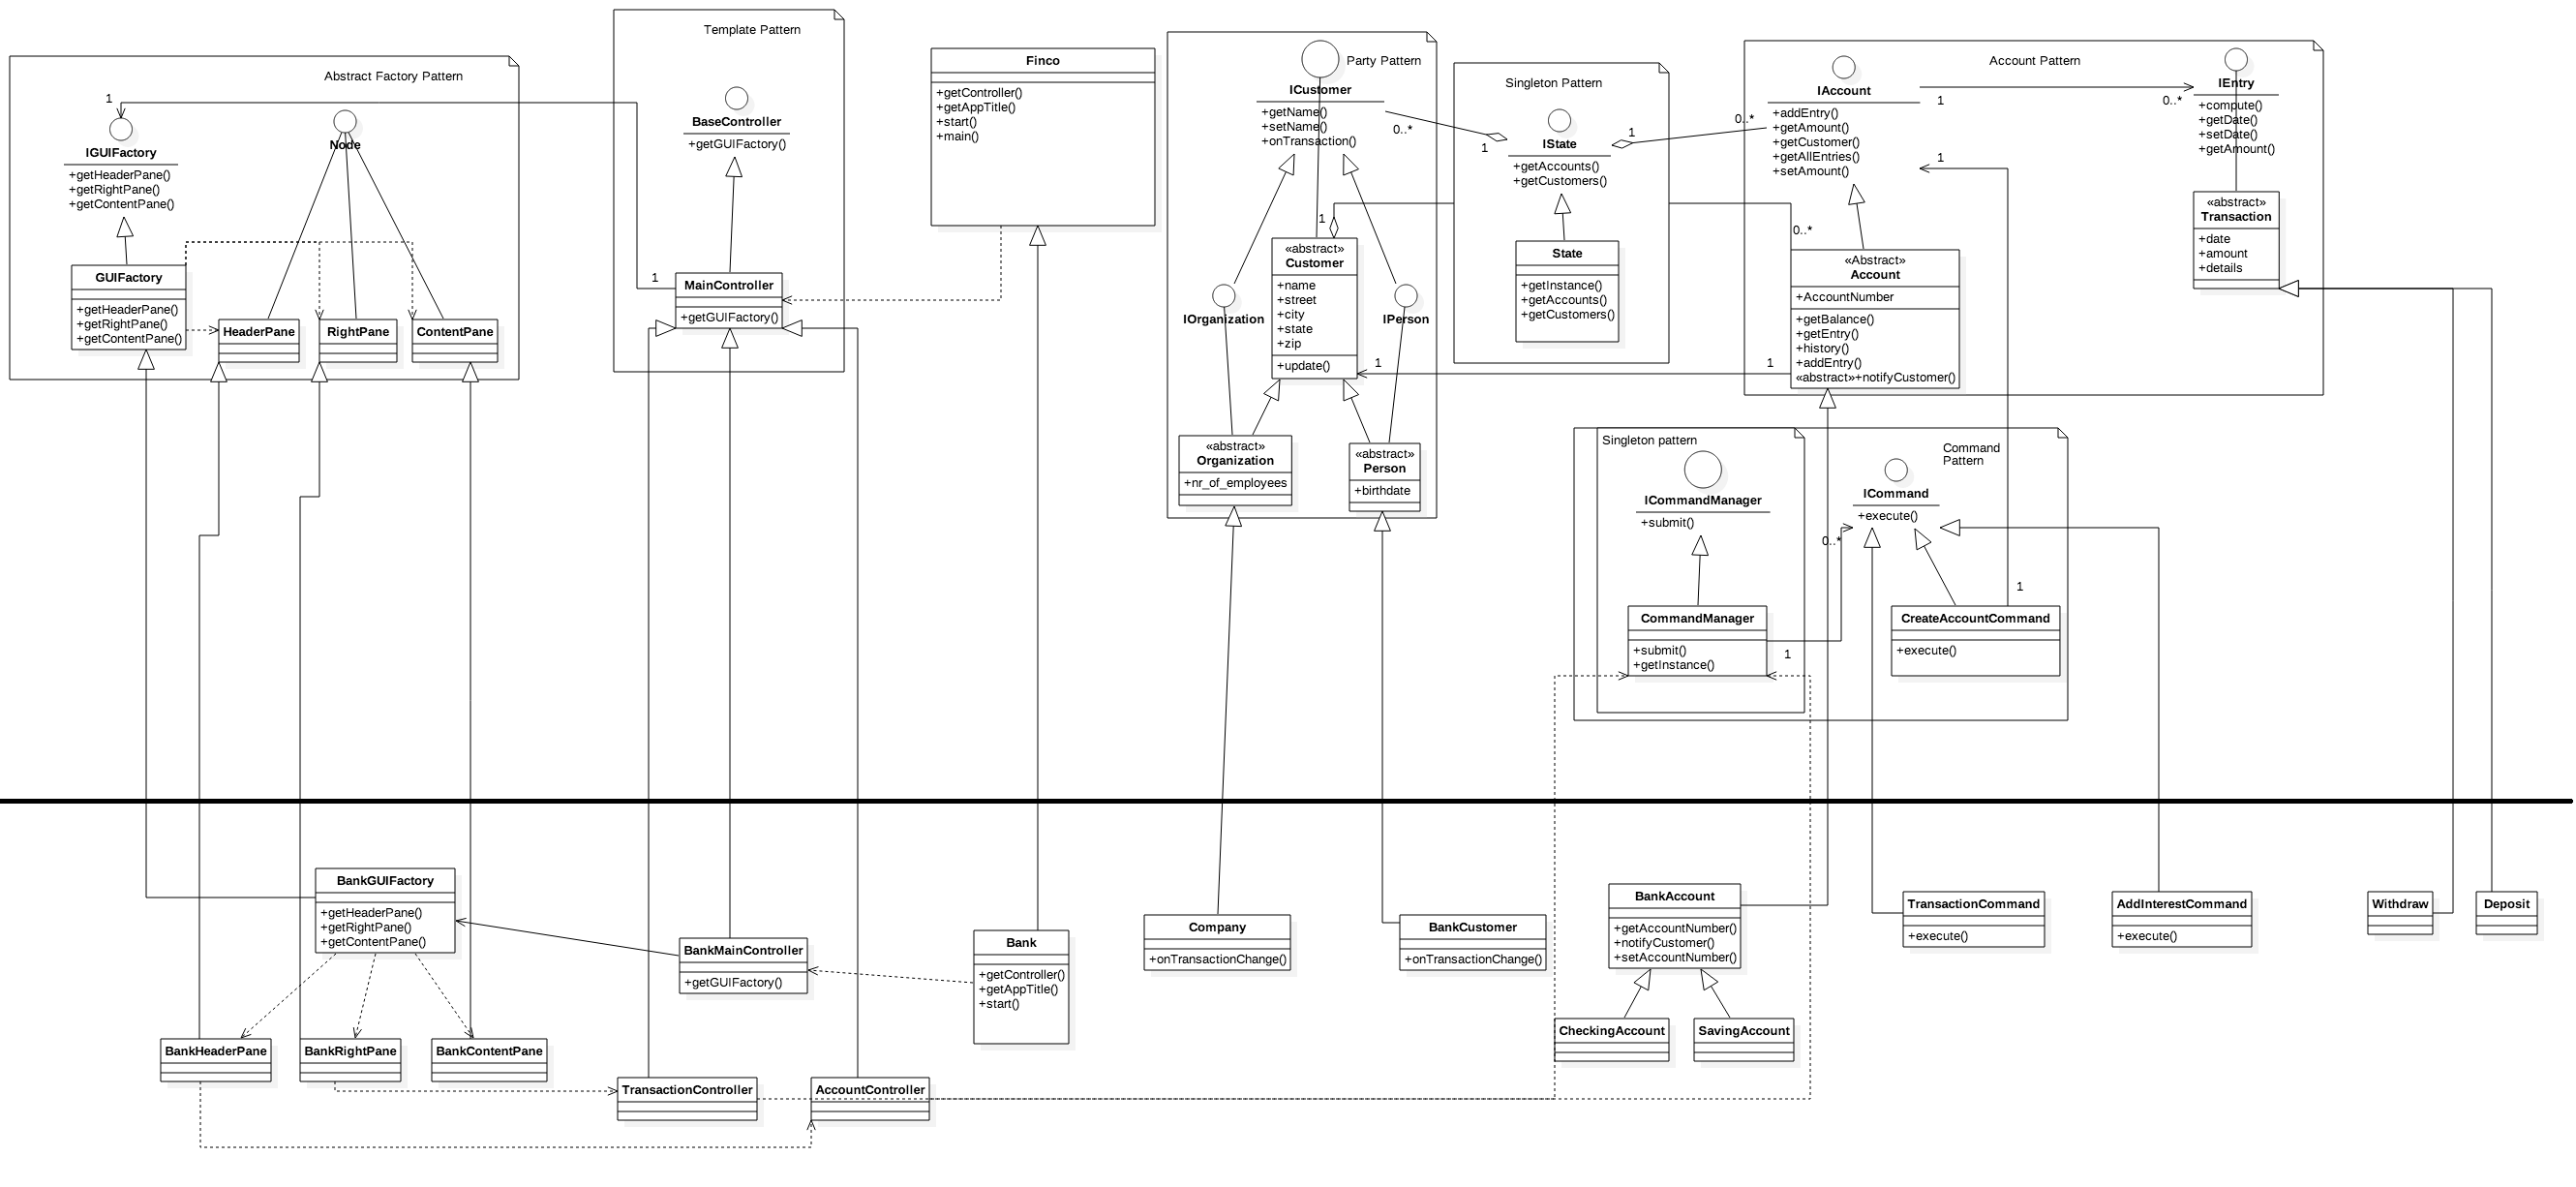 Abstract Factory Pattern
1
IGUIFactory
+getHeaderPane()
+getRightPane()
+getContentPane()
Node
GUIFactory
+getHeaderPane()
+getRightPane()
+getContentPane()
HeaderPane
RightPane
ContentPane
Template Pattern
BaseController
+getGUIFactory()
1
MainController
+getGUIFactory()
Finco
+getController()
+getAppTitle()
+start()
+main()
Party Pattern
ICustomer
+getName()
+setName()
+onTransaction()
0..*
1
1
IOrganization
«abstract»
Customer
+name
+street
+city
+state
+zip
+update()
IPerson
1
«abstract»
Organization
+nr_of_employees
«abstract»
Person
+birthdate
Singleton Pattern
IState
+getAccounts()
+getCustomers()
1
0..*
State
+getInstance()
+getAccounts()
+getCustomers()
Account Pattern
IAccount
+addEntry()
+getAmount()
+getCustomer()
+getAllEntries()
+setAmount()
1
0..*
1
IEntry
+compute()
+getDate()
+setDate()
+getAmount()
«abstract»
Transaction
+date
+amount
+details
0..*
«Abstract»
Account
+AccountNumber
+getBalance()
+getEntry()
+history()
+addEntry()
«abstract»+notifyCustomer()
1
Singleton pattern
ICommandManager
+submit()
CommandManager
+submit()
+getInstance()
1
Command
Pattern
ICommand
+execute()
0..*
1
CreateAccountCommand
+execute()
BankGUIFactory
+getHeaderPane()
+getRightPane()
+getContentPane()
BankHeaderPane
BankRightPane
BankContentPane
BankMainController
+getGUIFactory()
TransactionController
AccountController
Bank
+getController()
+getAppTitle()
+start()
Company
+onTransactionChange()
BankCustomer
+onTransactionChange()
BankAccount
+getAccountNumber()
+notifyCustomer()
+setAccountNumber()
CheckingAccount
SavingAccount
TransactionCommand
+execute()
AddInterestCommand
+execute()
Withdraw
Deposit